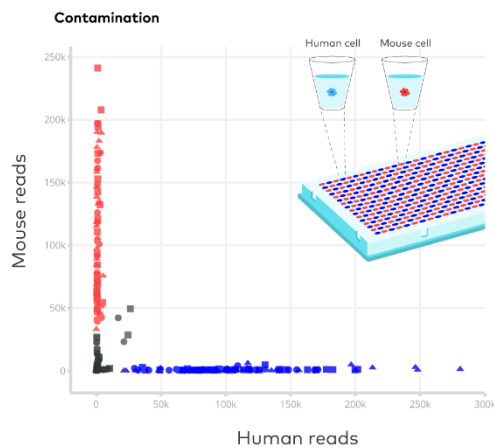 Contamination
Human cell
Mouse cell
250k
200k
150k
100k
50k
0
Mouse reads
0
50k
100k
150k
200k
250k
300k
Human reads